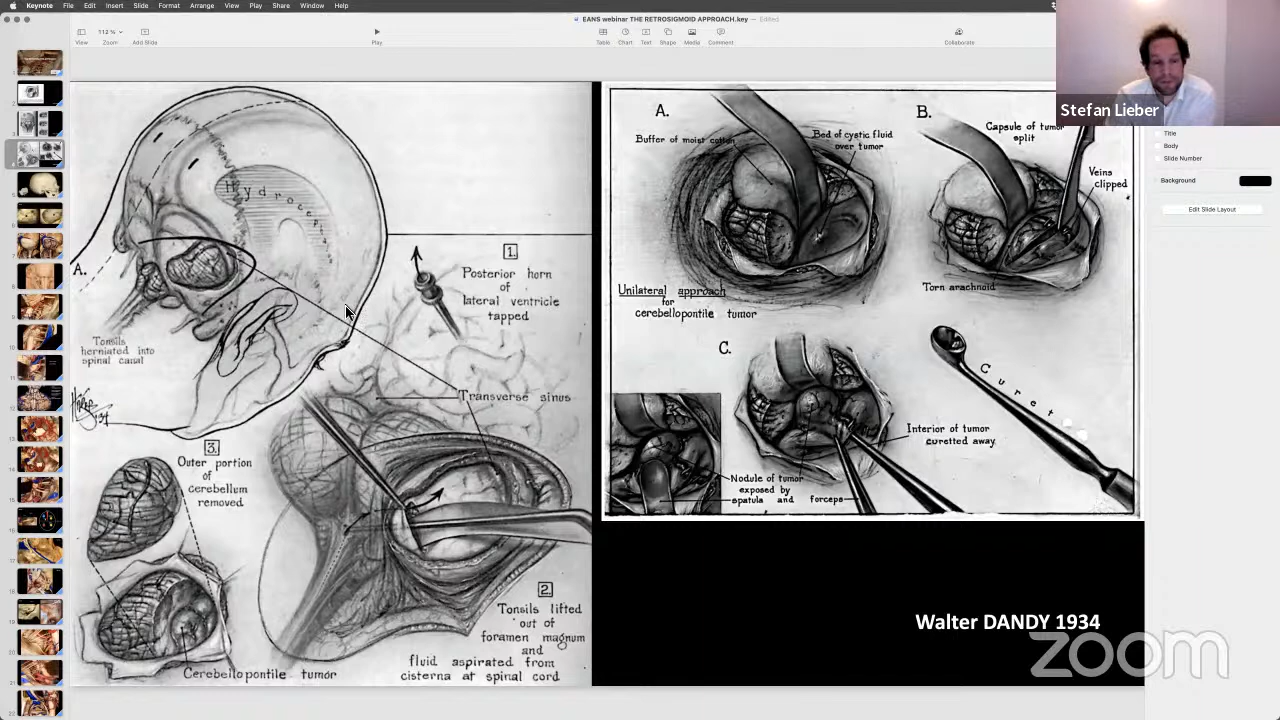 Keynote File Edit Insert Slide Format Arrange View Play Share Window Help
EANS webinar THE RETROSIGMOID APPROACH.key — Edited
112 %
View Zoom Add Slide
Play
Table Chart Text Shape Media Comment
Collaborate
Stefan Lieber
Title
Body
Slide Number
Background
Edit Slide Layout
Hydrocephalus
A.
Tonsils
herniated into
spinal canal
1.
Posterior horn
of
lateral ventricle
tapped
Transverse sinus
3.
Outer portion
of
cerebellum
removed
2.
Tonsils lifted
out of
foramen magnum
and
fluid aspirated from
cisterna at spinal cord
Cerebellopontile tumor
A.
Buffer of moist cotton
Bed of cystic fluid
over tumor
Unilateral approach
for
cerebellopontile tumor
B.
Capsule of tumor
split
Veins
clipped
Torn arachnoid
C.
Curet
Interior of tumor
curetted away
Nodule of tumor
exposed by
spatula and forceps
Walter DANDY 1934
zoom